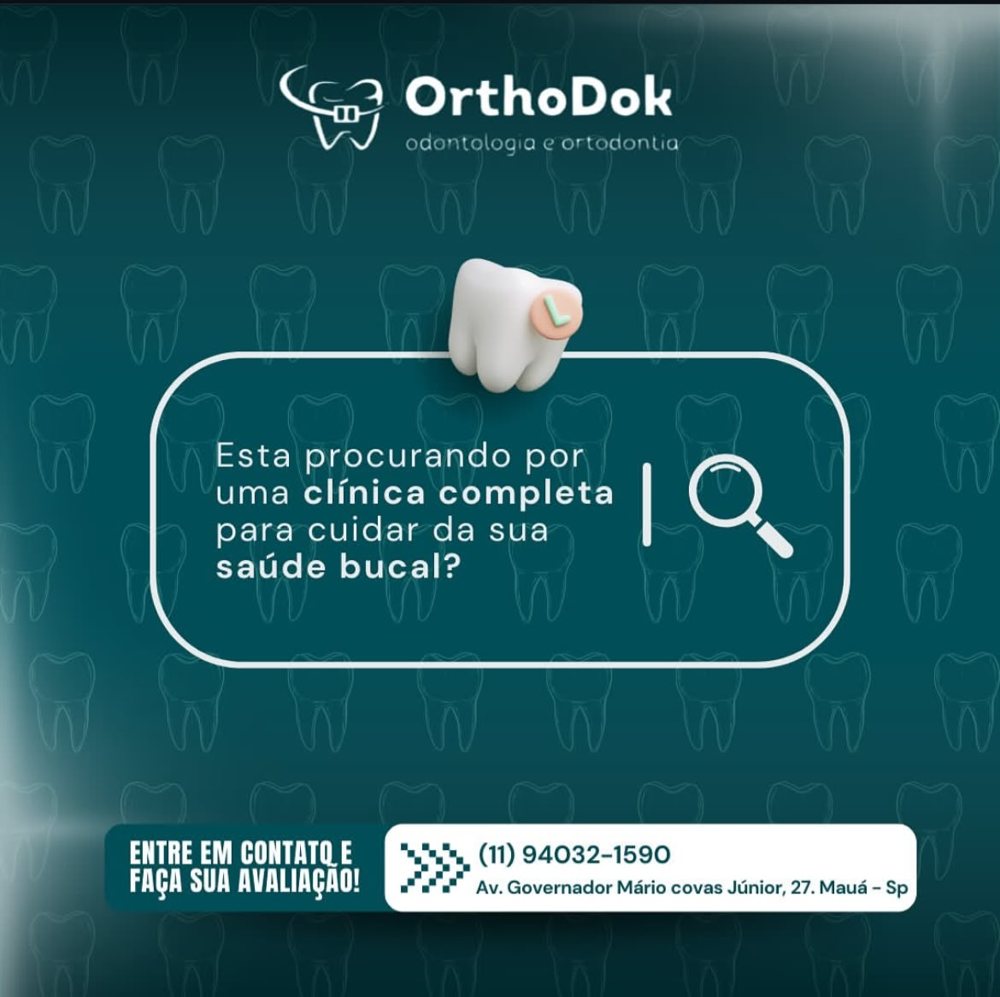 OrthoDok
odontologia e ortodontia
Esta procurando por
uma clínica completa
para cuidar da sua
saúde bucal?
ENTRE EM CONTATO E
FAÇA SUA AVALIAÇÃO!
(11) 94032-1590
Av. Governador Mário covas Júnior, 27. Mauá - Sp